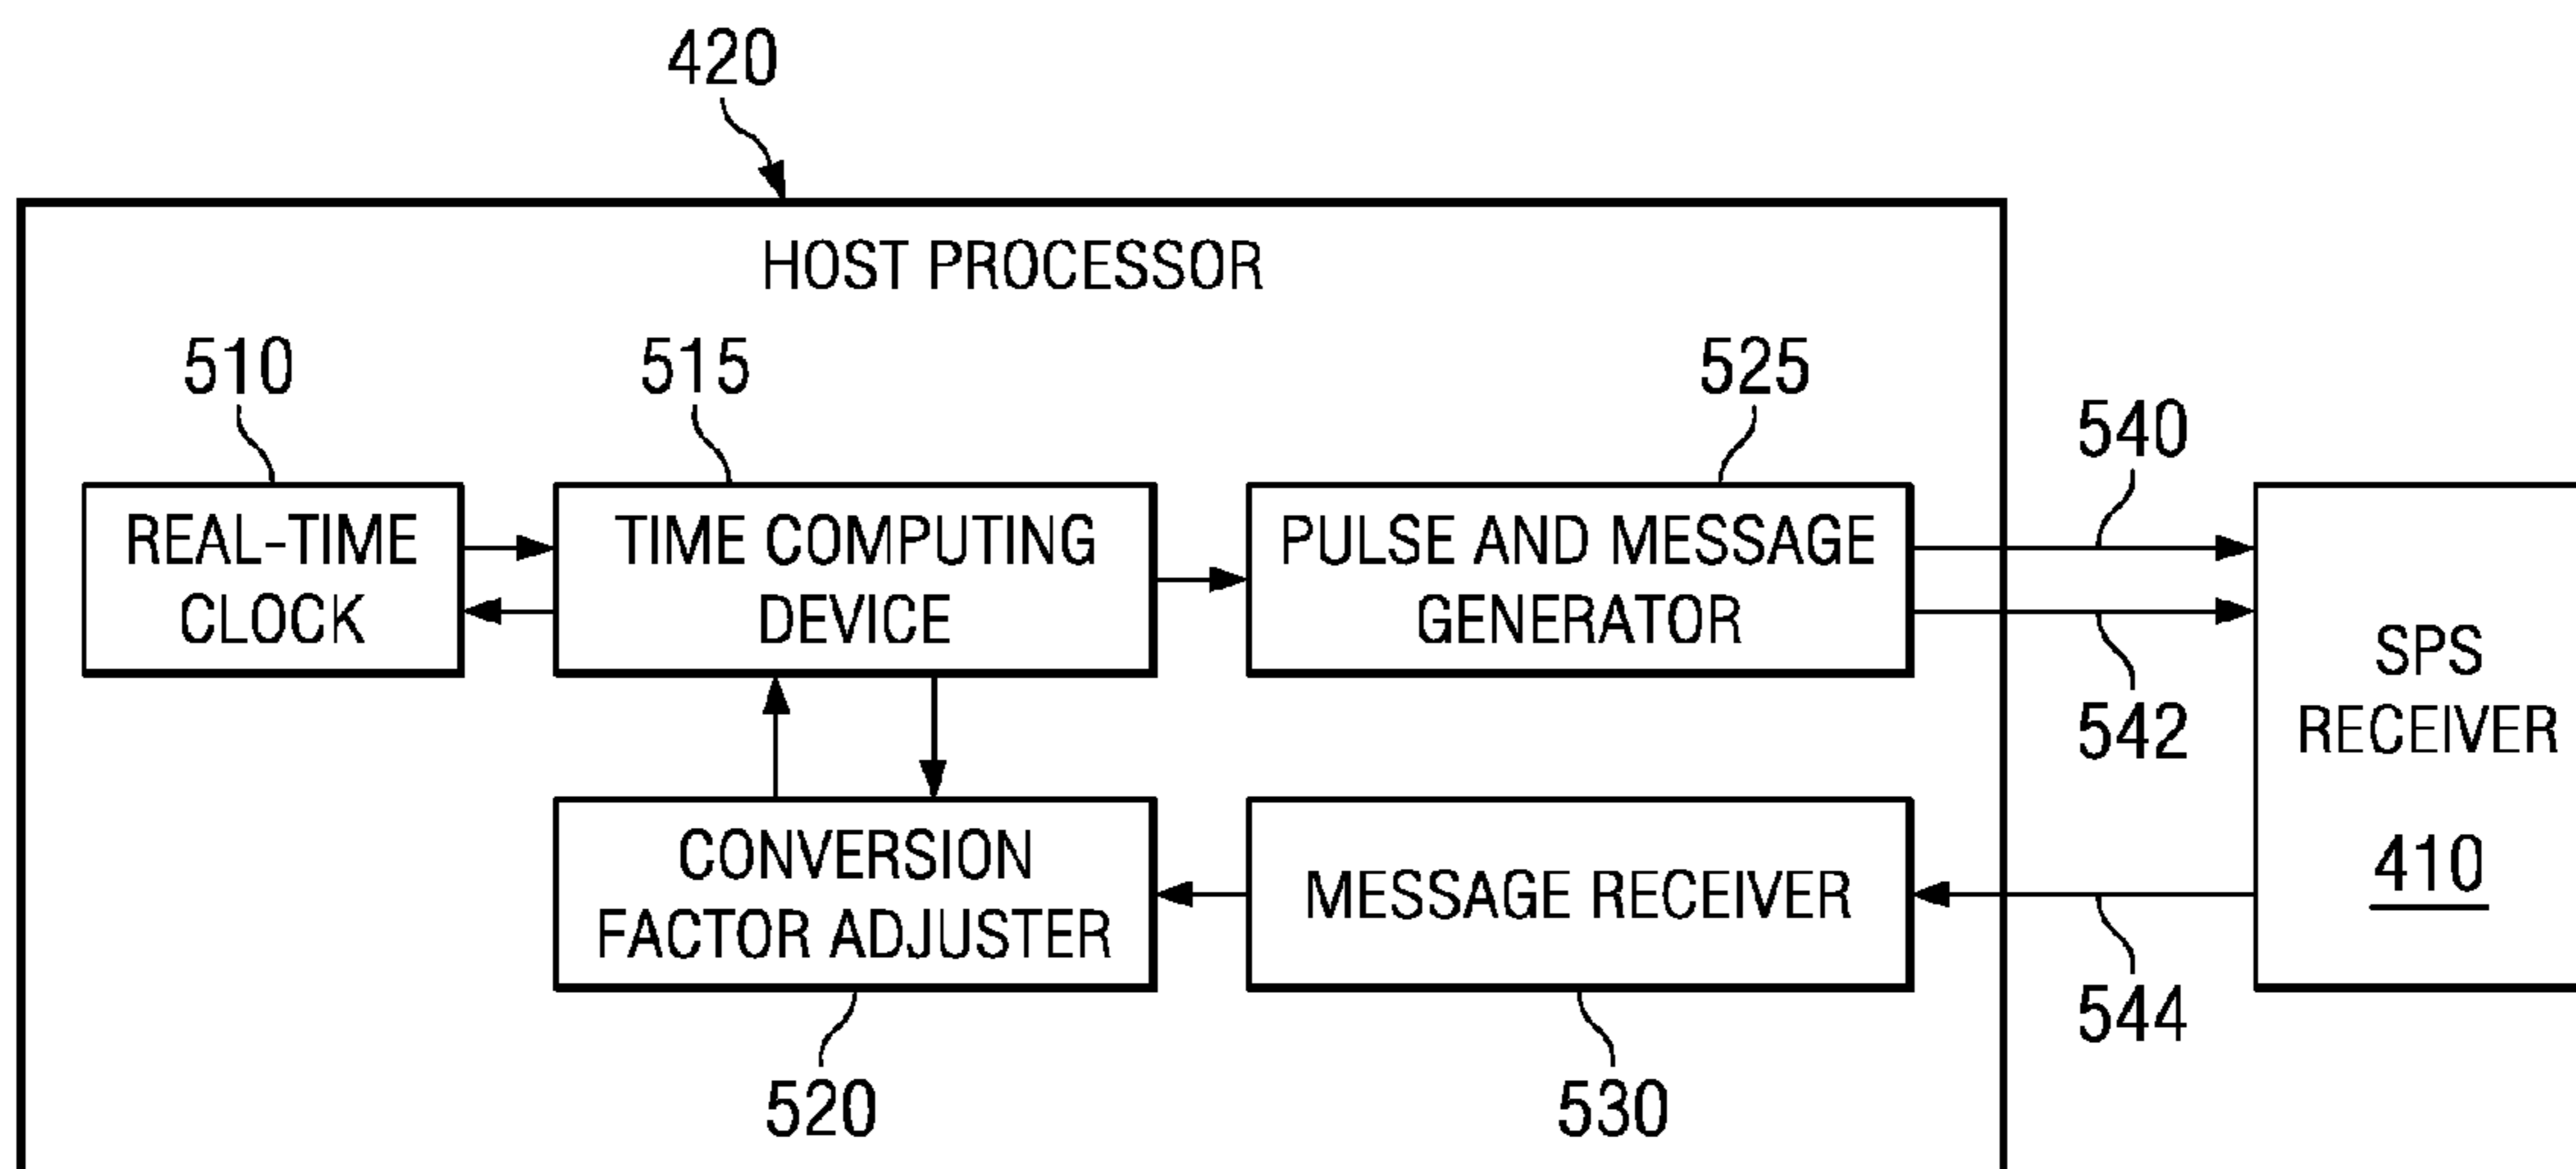 420
HOST PROCESSOR
510
515
525
540
REAL-TIME
CLOCK
TIME COMPUTING
DEVICE
PULSE AND MESSAGE
GENERATOR
542
SPS
RECEIVER
410
CONVERSION
FACTOR ADJUSTER
MESSAGE RECEIVER
544
520
530